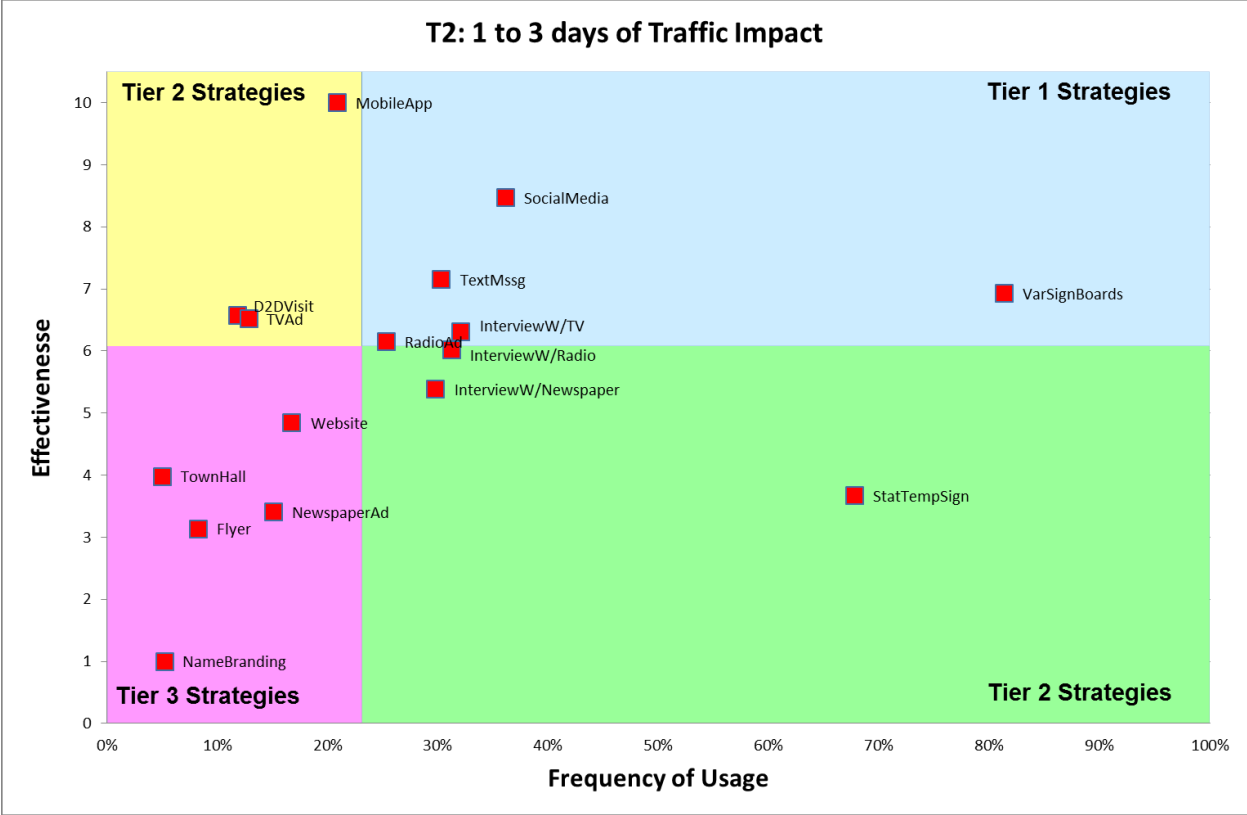 T2: 1 to 3 days of Traffic Impact
Tier 2 Strategies
Tier 1 Strategies
10
MobileApp
9
SocialMedia
8
TextMssg
7
VarSignBoards
D2DVisit
TVAd
InterviewW/TV
RadioAd
6
InterviewW/Radio
InterviewW/Newspaper
5
Website
4
TownHall
StatTempSign
NewspaperAd
Flyer
3
2
1
NameBranding
Tier 3 Strategies
Tier 2 Strategies
0
Effectivenesse
0% 10% 20% 30% 40% 50% 60% 70% 80% 90% 100%
Frequency of Usage